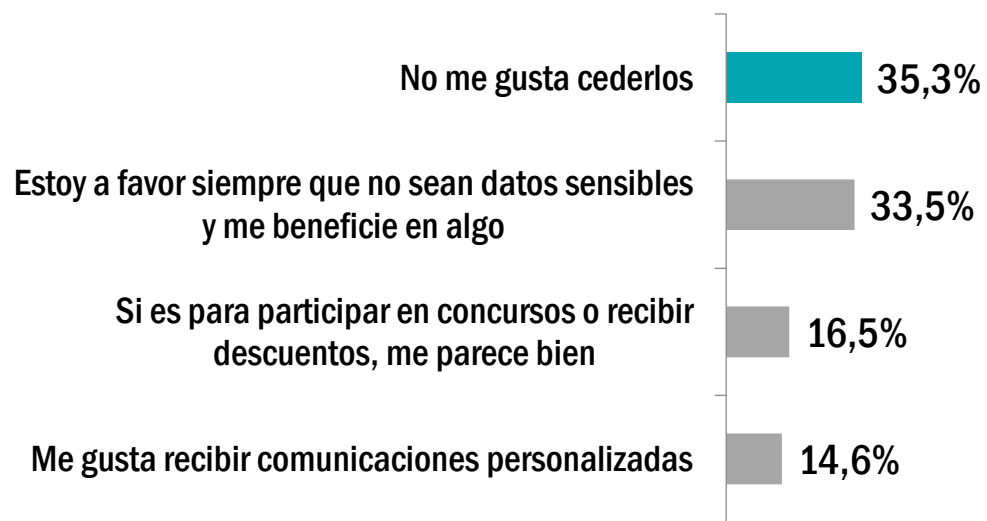 No me gusta cederlos
35,3%
Estoy a favor siempre que no sean datos sensibles
y me beneficie en algo
33,5%
Si es para participar en concursos o recibir
descuentos, me parece bien
16,5%
Me gusta recibir comunicaciones personalizadas
14,6%